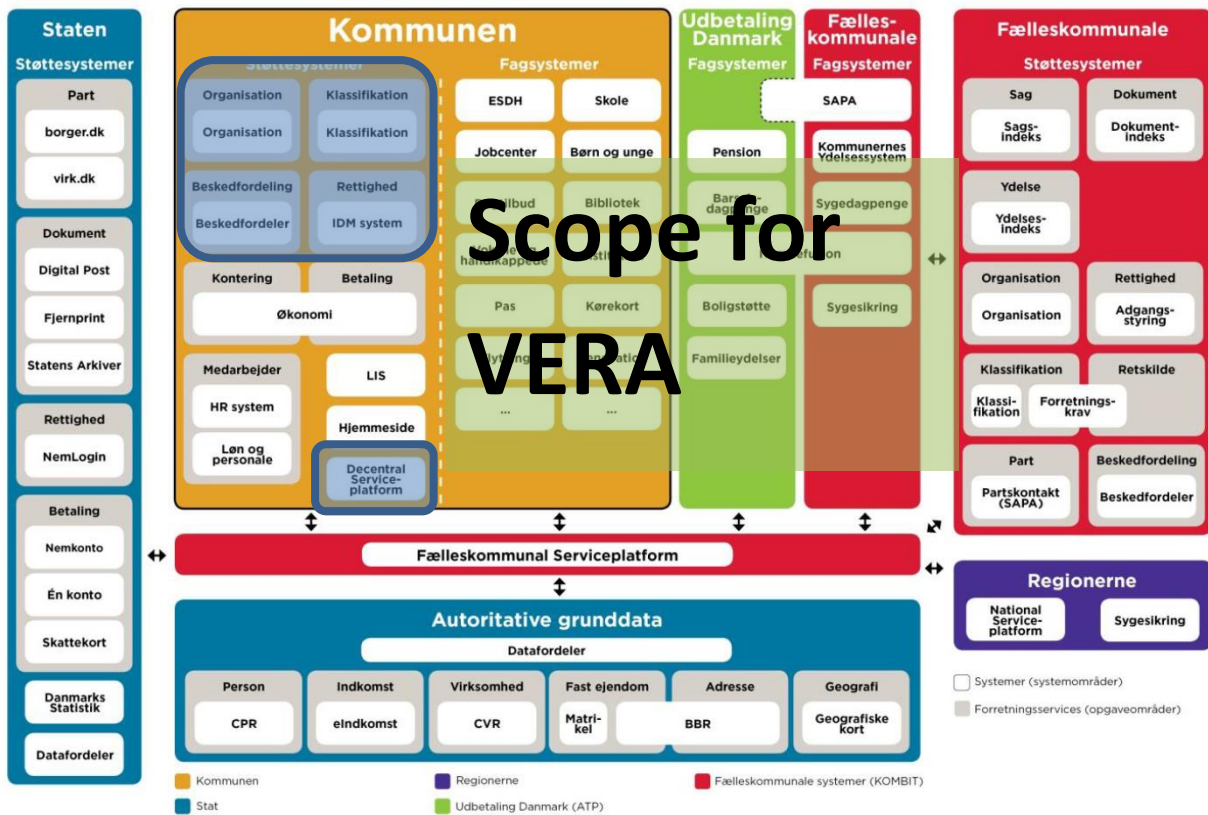 Staten
Støttesystemer
Part
borger.dk
virk.dk
Dokument
Digital Post
Fjernprint
Statens Arkiver
Rettighed
NemLogin
Betaling
Nemkonto
Én konto
Skattekort
Danmarks
Statistik
Datafordeler
Kommunen
Støttesystemer
Organisation
Organisation
Klassifikation
Klassifikation
Beskedfordeling
Beskedfordeler
Rettighed
IDM system
Kontering
Betaling
Økonomi
Medarbejder
HR system
Løn og
personale
LIS
Hjemmeside
Decentral
Service-
platform
Fagsystemer
ESDH
Skole
Jobcenter
Børn og unge
Bibliotek
handikappede
Pas
Kørekort
...
...
Scope for
VERA
Udbetaling
Danmark
Fagsystemer
Pension
Boligstøtte
Familieydelser
Fælles-
kommunale
Fagsystemer
SAPA
Kommunernes
Ydelsessystem
Sygedagpenge
Sygesikring
Fælleskommunale
Støttesystemer
Sag
Sags-
indeks
Dokument
Dokument-
indeks
Ydelse
Ydelses-
indeks
Organisation
Organisation
Rettighed
Adgangs-
styring
Klassifikation
Retskilde
Klassi-
fikation
Forretnings-
krav
Part
Partskontakt
(SAPA)
Beskedfordeling
Beskedfordeler
Fælleskommunal Serviceplatform
Regionerne
National
Service-
platform
Sygesikring
Autoritative grunddata
Datafordeler
Person
CPR
Indkomst
eIndkomst
Virksomhed
CVR
Fast ejendom
Matri-
kel
Adresse
BBR
Geografi
Geografiske
kort
Systemer (systemområder)
Forretningsservices (opgaveområder)
Kommunen
Regionerne
Fælleskommunale systemer (KOMBIT)
Stat
Udbetaling Danmark (ATP)